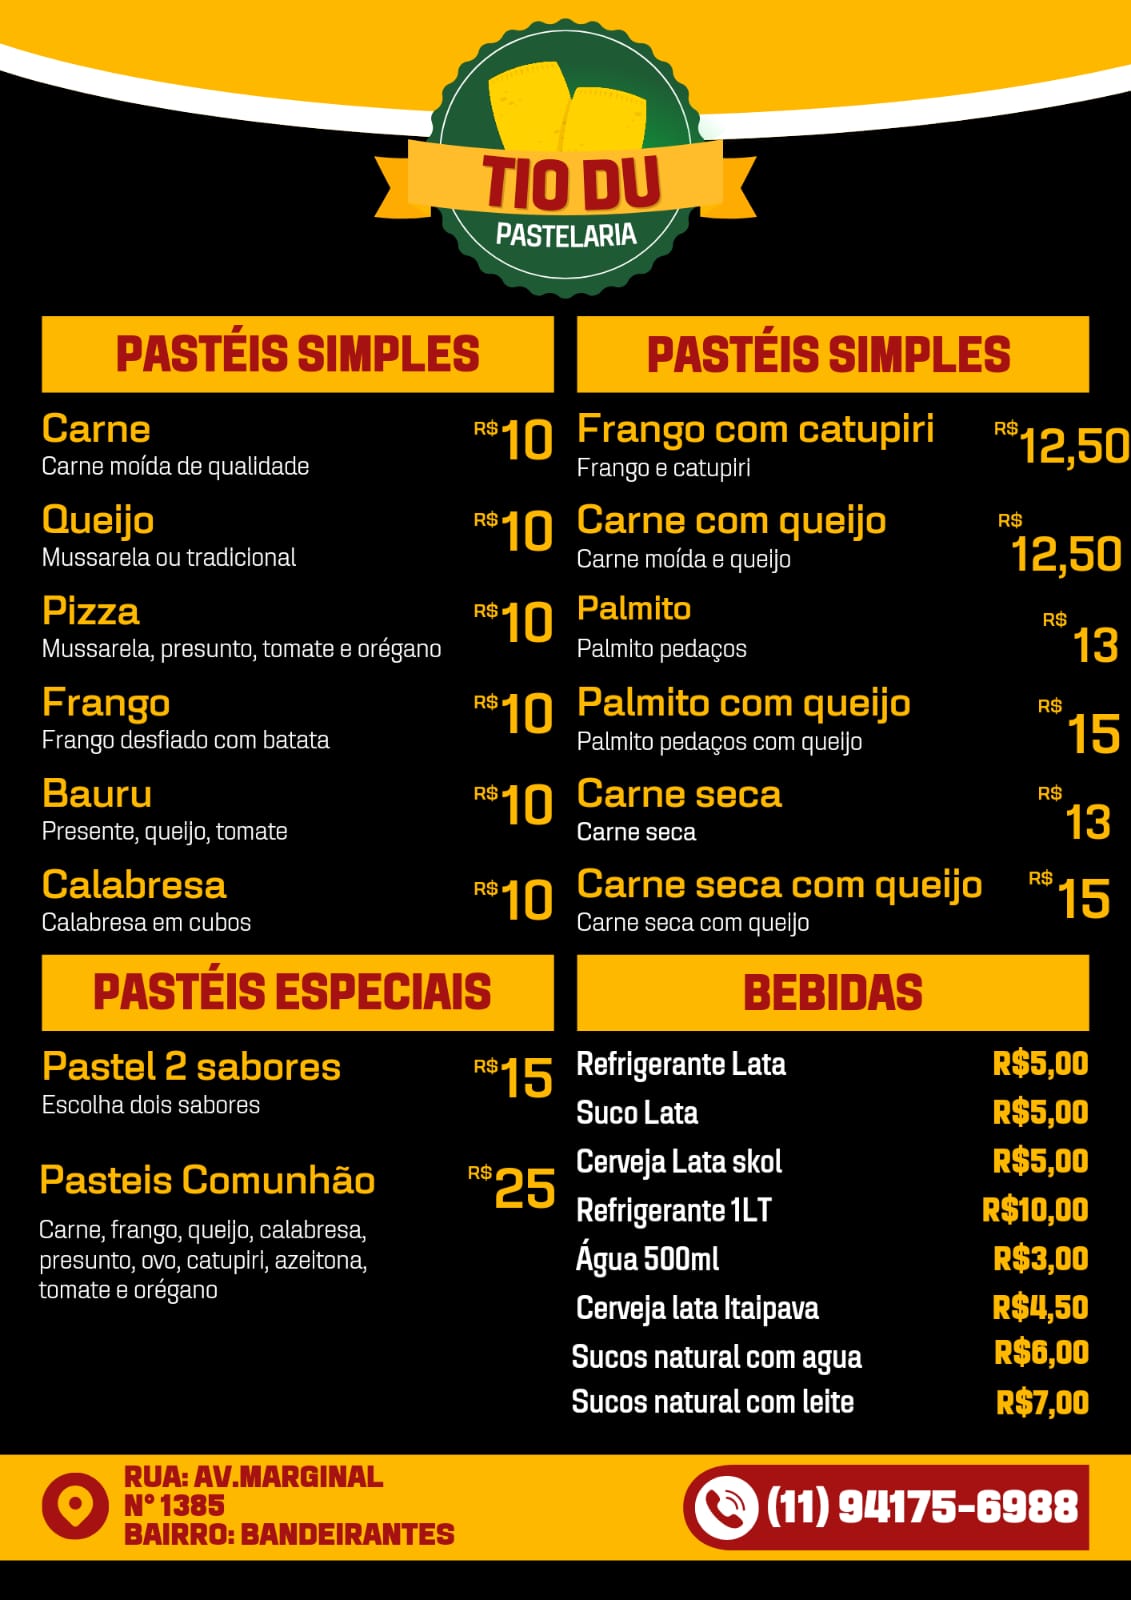 TIO DU
PASTELARIA
PASTÉIS SIMPLES
Carne R$10
Carne moída de qualidade
Queijo R$10
Mussarela ou tradicional
Pizza R$10
Mussarela, presunto, tomate e orégano
Frango R$10
Frango desfiado com batata
Bauru R$10
Presente, queijo, tomate
Calabresa R$10
Calabresa em cubos
PASTÉIS SIMPLES
Frango com catupiri R$12,50
Frango e catupiri
Carne com queijo R$12,50
Carne moída e queijo
Palmito R$13
Palmito pedaços
Palmito com queijo R$15
Palmito pedaços com queijo
Carne seca R$13
Carne seca
Carne seca com queijo R$15
Carne seca com queijo
PASTÉIS ESPECIAIS
Pastel 2 sabores R$15
Escolha dois sabores
Pasteis Comunhão R$25
Carne, frango, queijo, calabresa,
presunto, ovo, catupiri, azeitona,
tomate e orégano
BEBIDAS
Refrigerante Lata R$5,00
Suco Lata R$5,00
Cerveja Lata skol R$5,00
Refrigerante 1LT R$10,00
Água 500ml R$3,00
Cerveja lata Itaipava R$4,50
Sucos natural com agua R$6,00
Sucos natural com leite R$7,00
RUA: AV.MARGINAL
N° 1385
BAIRRO: BANDEIRANTES
(11) 94175-6988